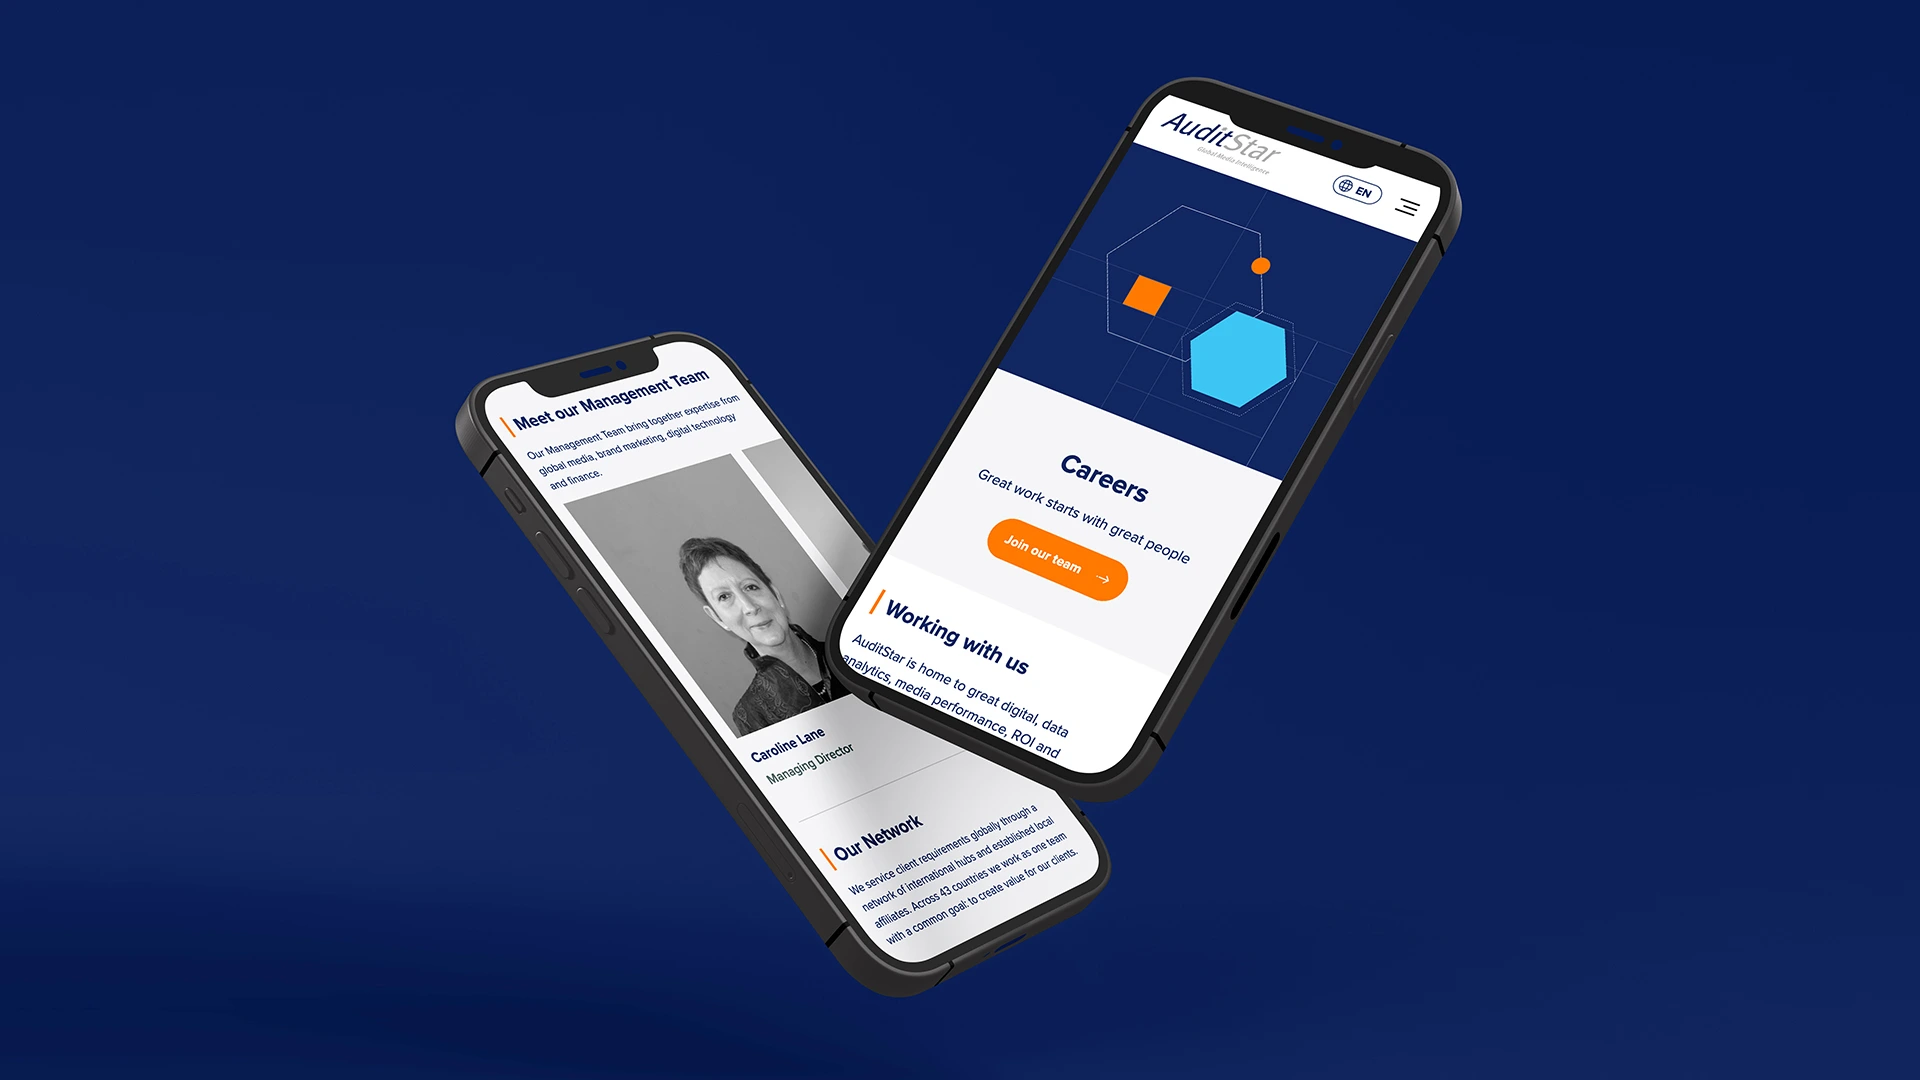 Meet our Management Team
Our Management Team bring together expertise from
global media, brand marketing, digital technology
and finance.
Caroline Lane
Managing Director
Our Network
We service client requirements globally through a
network of international hubs and established local
affiliates. Across 43 countries we work as one team
with a common goal: to create value for our clients.
AuditStar
Global Media Intelligence
EN
Careers
Great work starts with great people
Join our team →
Working with us
AuditStar is home to great digital, data
analytics, media performance, ROI and